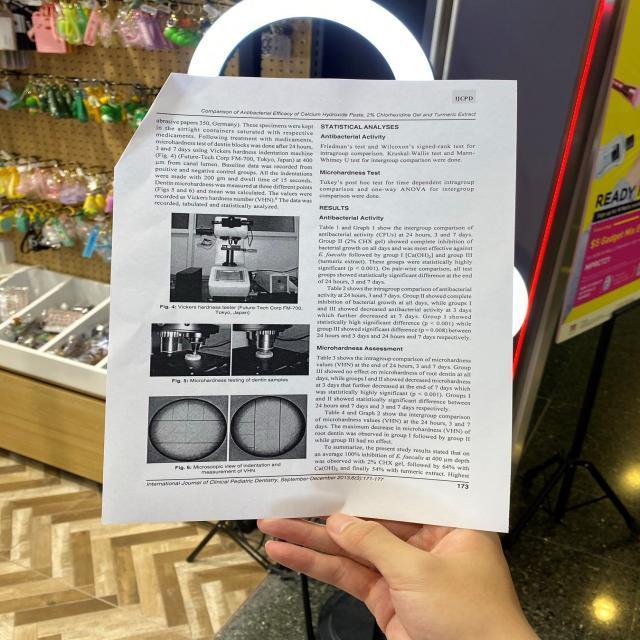 IJCPD
Comparison of Antibacterial Efficacy of Calcium Hydroxide Paste, 2% Chlorhexidine Gel and Turmeric Extract
abrasive papers 350, Germany). These specimens were kept
in the airtight containers saturated with respective
medicaments. Following treatment with medicaments,
microhardness test of dentin blocks was done after 24 hours,
3 and 7 days using Vickers hardness indentation machine
(Fig. 4) (Future-Tech Corp FM-700, Tokyo, Japan) at 400
µm from canal lumen. Baseline data was recorded from
positive and negative control groups. All the indentations
were made with 200 gm and dwell time of 15 seconds.
Dentin microhardness was measured at three different points
(Figs 5 and 6) and mean was calculated. The values were
recorded as Vickers hardness number (VHN). The data was
recorded, tabulated and statistically analyzed.
Fig. 4: Vickers hardness tester (Future-Tech Corp FM-700,
Tokyo, Japan)
Fig. 5: Microhardness testing of dentin samples
Fig. 6: Microsopic view of indentation and
measurement of VHN
STATISTICAL ANALYSES
Antibacterial Activity
Friedman's test and Wilcoxon's signed-rank test for
intragroup comparison. Kruskal-Wallis test and Mann-
Whitney U test for intergroup comparison were done.
Microhardness Test
Tukey's post hoc test for time dependent intragroup
comparison and one-way ANOVA for intergroup
comparison were done.
RESULTS
Antibacterial Activity
Table 1 and Graph 1 show the intergroup comparison of
antibacterial activity (CFUs) at 24 hours, 3 and 7 days.
Group II (2% CHX gel) showed complete inhibition of
bacterial growth on all days and was most effective against
E. faecalis followed by group I [Ca(OH)2] and group III
(turmeric extract). These groups were statistically highly
significant (p < 0.001). On pair-wise comparison, all test
groups showed statistically significant difference at the end
of 24 hours, 3 and 7 days.
Table 2 shows the intragroup comparison of antibacterial
activity at 24 hours, 3 and 7 days. Group II showed complete
inhibition of bacterial growth at all days, while groups I
and III showed decreased antibacterial activity at 3 days
which further decreased at 7 days. Group I showed
statistically high significant difference (p < 0.001) while
group III showed significant difference (p = 0.008) between
24 hours and 3 days and 24 hours and 7 days respectively.
Microhardness Assessment
Table 3 shows the intragroup comparison of microhardness
values (VHN) at the end of 24 hours, 3 and 7 days. Group
III showed no effect on microhardness of root dentin at all
days, while groups I and II showed decreased microhardness
at 3 days that further decreased at the end of 7 days which
was statistically highly significant (p < 0.001). Groups I
and II showed statistically significant difference between
24 hours and 7 days and 3 and 7 days respectively.
Table 4 and Graph 2 show the intergroup comparison
of microhardness values (VHN) at the 24 hours, 3 and 7
days. The maximum decrease in microhardness (VHN) of
root dentin was observed in group I followed by group II
while group III had no effect.
To summarize, the present study results stated that on
an average 100% inhibition of E. faecalis at 400 µm depth
was observed with 2% CHX gel, followed by 64% with
Ca(OH)2 and finally 54% with turmeric extract. Highest
International Journal of Clinical Pediatric Dentistry, September-December 2013;6(3):171-177
173
READY
$5 Gadget